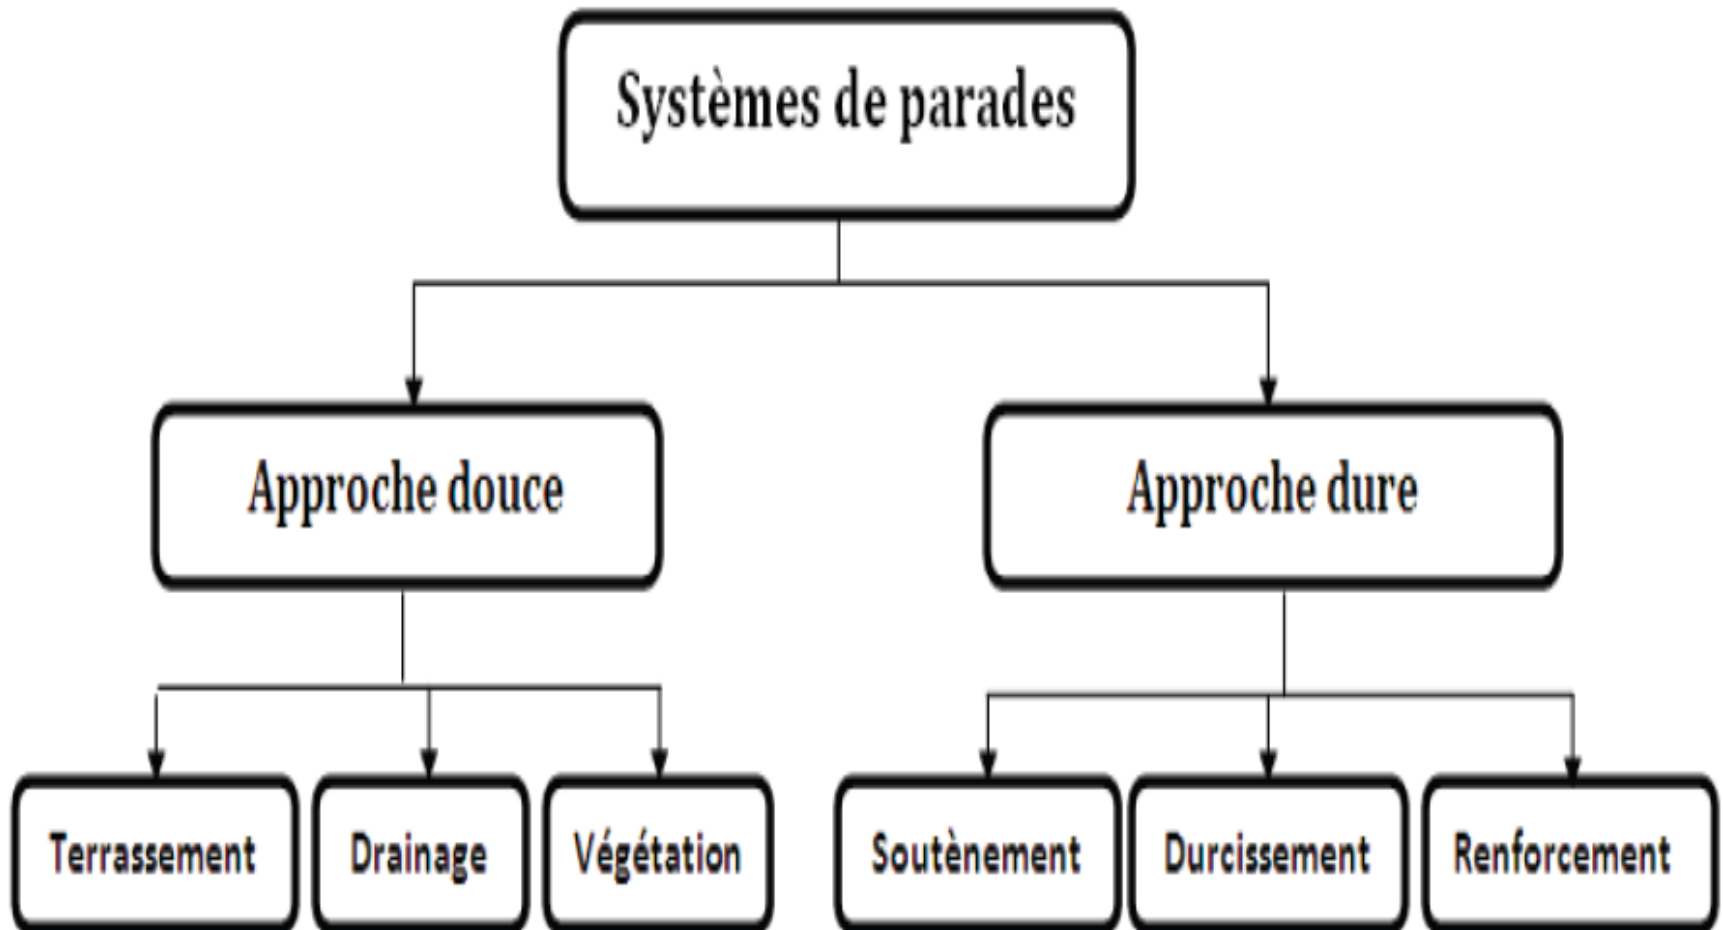 Systèmes de parades
Approche douce
Approche dure
Terrassement
Drainage
Végétation
Soutènement
Durcissement
Renforcement